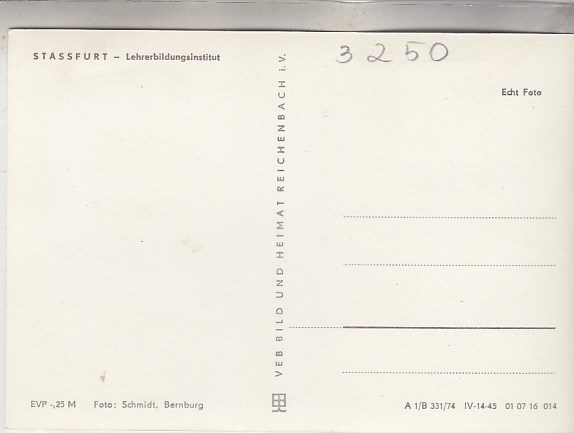 STASSFURT – Lehrerbildungsinstitut
3250
Echt Foto
VEB BILD UND HEIMAT REICHENBACH i.V.
EVP -,25 M Foto: Schmidt, Bernburg
A 1/B 331/74 IV-14-45 01 07 16 014